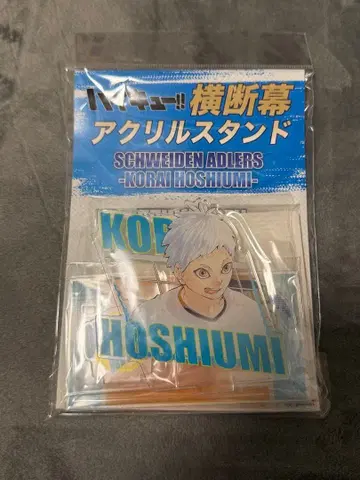 ハイキュー!! 横断幕
アクリルスタンド
SCHWEIDEN ADLERS
-KORAI HOSHIUMI-
KORA
HOSHIUMI